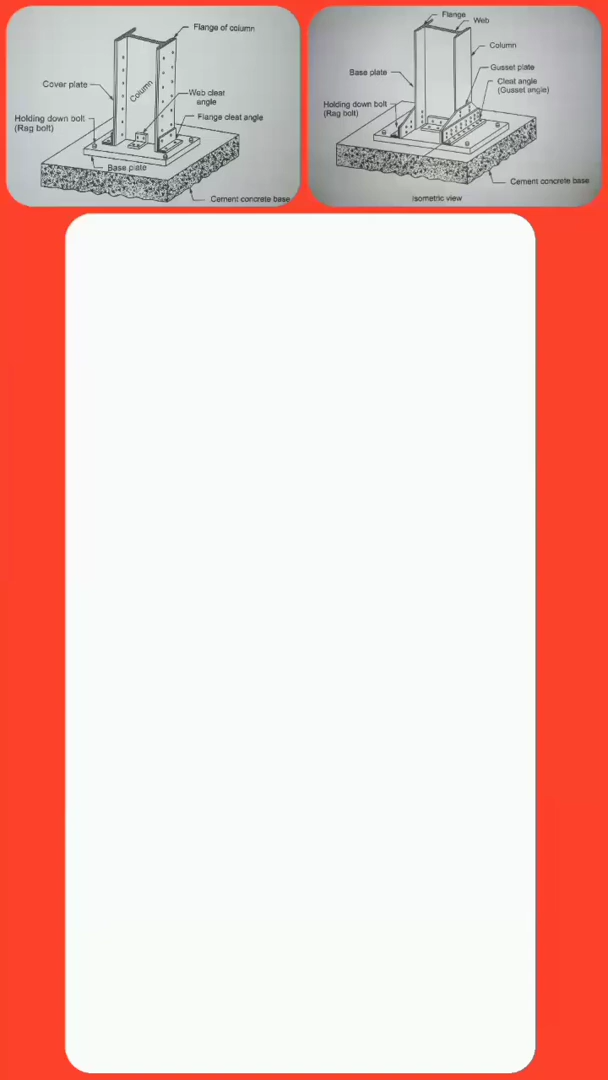 Flange of column
Cover plate
Column
Web cleat
angle
Holding down bolt
(Rag bolt)
Flange cleat angle
Base plate
Cement concrete base
Flange
Web
Column
Gusset plate
Base plate
Cleat angle
(Gusset angle)
Holding down bolt
(Rag bolt)
Cement concrete base
Isometric view